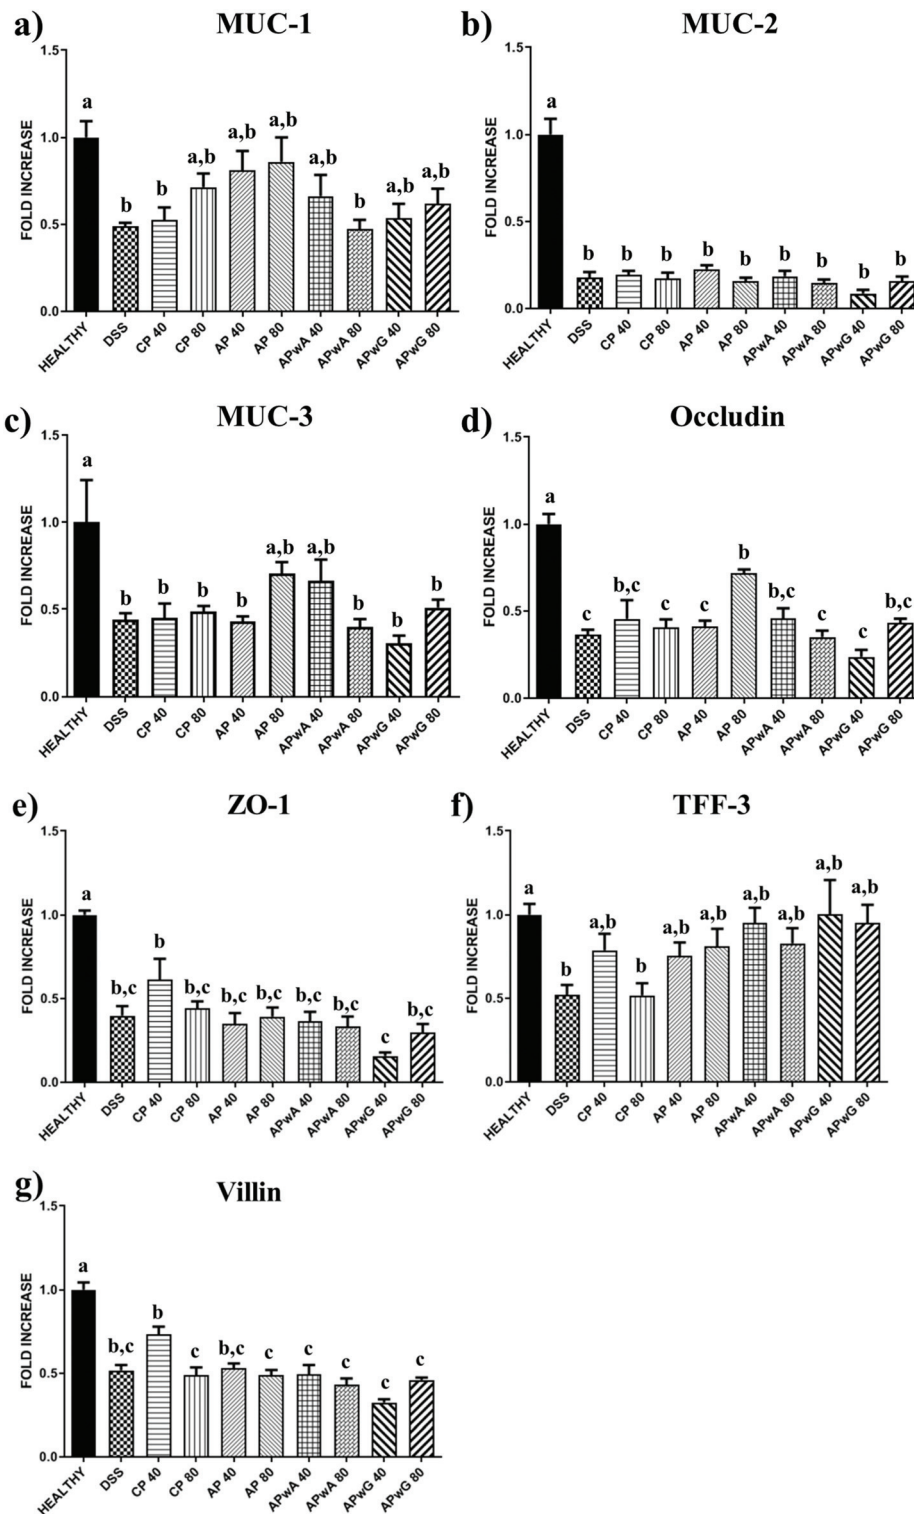 a) MUC-1
FOLD INCREASE
1.5
1.0
0.5
0.0
a
b
b
a,b
a,b
a,b
a,b
b
a,b
a,b
HEALTHY
DSS
CP 40
CP 80
AP 40
AP 80
APwA 40
APwA 80
APwG 40
APwG 80
b) MUC-2
FOLD INCREASE
1.5
1.0
0.5
0.0
a
b
b
b
b
b
b
b
b
b
HEALTHY
DSS
CP 40
CP 80
AP 40
AP 80
APwA 40
APwA 80
APwG 40
APwG 80
c) MUC-3
FOLD INCREASE
1.5
1.0
0.5
0.0
a
b
b
b
b
a,b
a,b
b
b
b
HEALTHY
DSS
CP 40
CP 80
AP 40
AP 80
APwA 40
APwA 80
APwG 40
APwG 80
d) Occludin
FOLD INCREASE
1.5
1.0
0.5
0.0
a
c
b,c
c
c
b
b,c
c
c
b,c
HEALTHY
DSS
CP 40
CP 80
AP 40
AP 80
APwA 40
APwA 80
APwG 40
APwG 80
e) ZO-1
FOLD INCREASE
1.5
1.0
0.5
0.0
a
b,c
b
b,c
b,c
b,c
b,c
b,c
c
b,c
HEALTHY
DSS
CP 40
CP 80
AP 40
AP 80
APwA 40
APwA 80
APwG 40
APwG 80
f) TFF-3
FOLD INCREASE
1.5
1.0
0.5
0.0
a
b
a,b
b
a,b
a,b
a,b
a,b
a,b
a,b
HEALTHY
DSS
CP 40
CP 80
AP 40
AP 80
APwA 40
APwA 80
APwG 40
APwG 80
g) Villin
FOLD INCREASE
1.5
1.0
0.5
0.0
a
b,c
b
c
b,c
c
c
c
c
c
HEALTHY
DSS
CP 40
CP 80
AP 40
AP 80
APwA 40
APwA 80
APwG 40
APwG 80